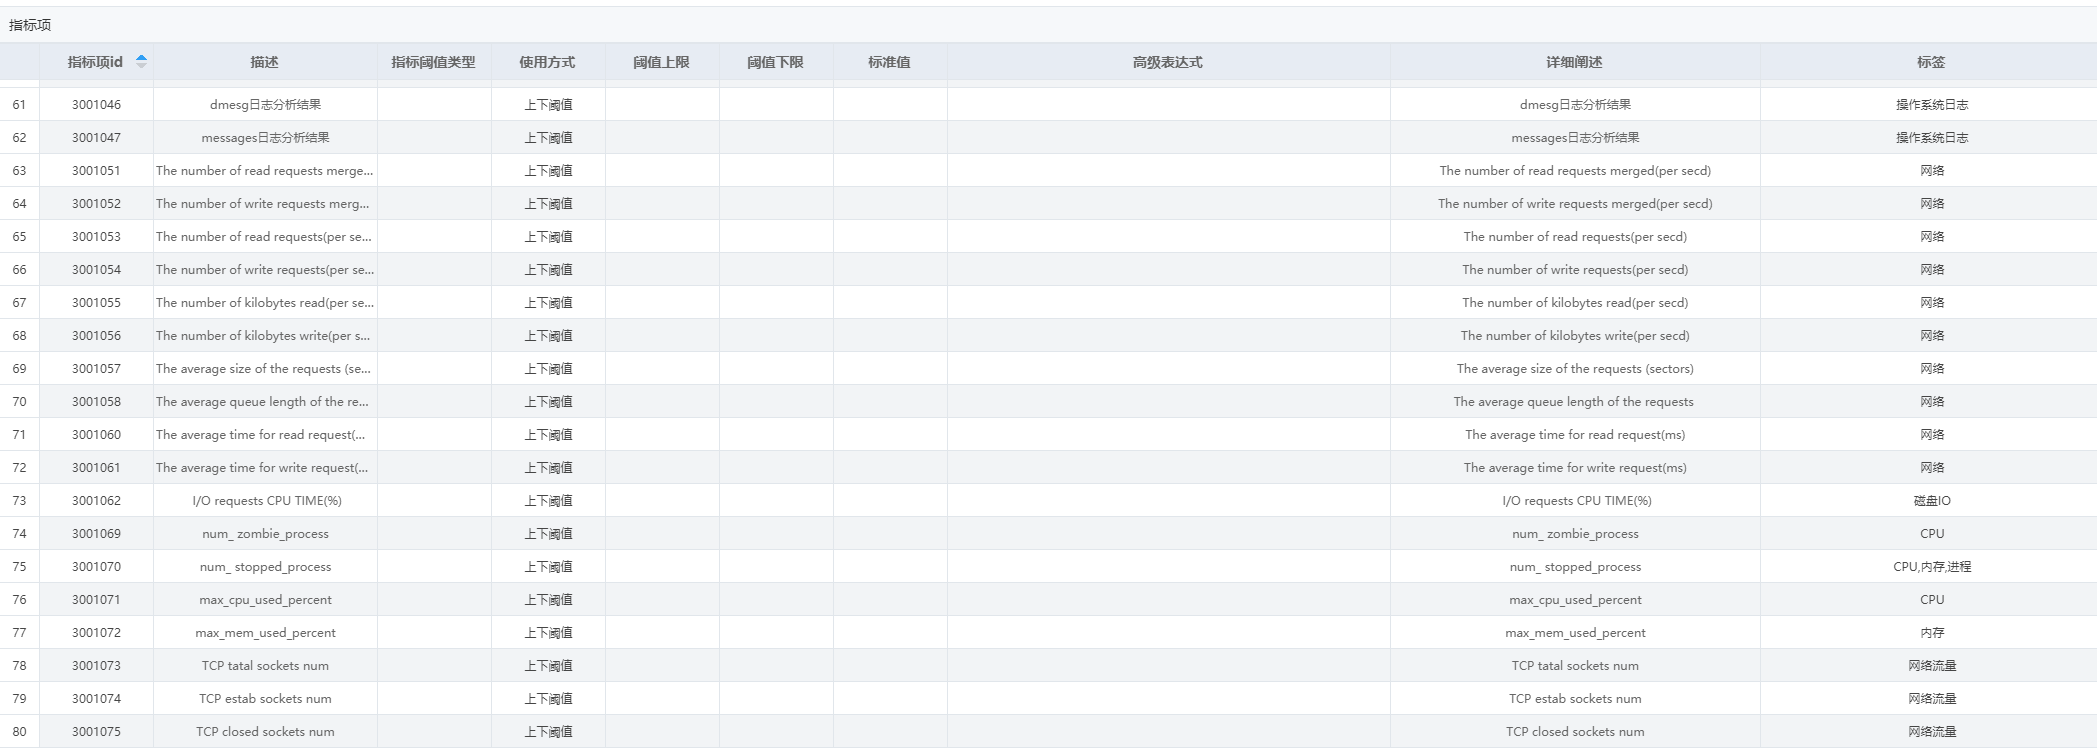 指标项
指标项id 描述 指标阈值类型 使用方式 阈值上限 阈值下限 标准值 高级表达式 详细阐述 标签
61 3001046 dmesg日志分析结果 上下阈值 dmesg日志分析结果 操作系统日志
62 3001047 messages日志分析结果 上下阈值 messages日志分析结果 操作系统日志
63 3001051 The number of read requests merge... 上下阈值 The number of read requests merged(per secd) 网络
64 3001052 The number of write requests merg... 上下阈值 The number of write requests merged(per secd) 网络
65 3001053 The number of read requests(per se... 上下阈值 The number of read requests(per secd) 网络
66 3001054 The number of write requests(per se... 上下阈值 The number of write requests(per secd) 网络
67 3001055 The number of kilobytes read(per se... 上下阈值 The number of kilobytes read(per secd) 网络
68 3001056 The number of kilobytes write(per s... 上下阈值 The number of kilobytes write(per secd) 网络
69 3001057 The average size of the requests (se... 上下阈值 The average size of the requests (sectors) 网络
70 3001058 The average queue length of the re... 上下阈值 The average queue length of the requests 网络
71 3001060 The average time for read request(... 上下阈值 The average time for read request(ms) 网络
72 3001061 The average time for write request(... 上下阈值 The average time for write request(ms) 网络
73 3001062 I/O requests CPU TIME(%) 上下阈值 I/O requests CPU TIME(%) 磁盘IO
74 3001069 num_ zombie_process 上下阈值 num_ zombie_process CPU
75 3001070 num_ stopped_process 上下阈值 num_ stopped_process CPU,内存,进程
76 3001071 max_cpu_used_percent 上下阈值 max_cpu_used_percent CPU
77 3001072 max_mem_used_percent 上下阈值 max_mem_used_percent 内存
78 3001073 TCP tatal sockets num 上下阈值 TCP tatal sockets num 网络流量
79 3001074 TCP estab sockets num 上下阈值 TCP estab sockets num 网络流量
80 3001075 TCP closed sockets num 上下阈值 TCP closed sockets num 网络流量